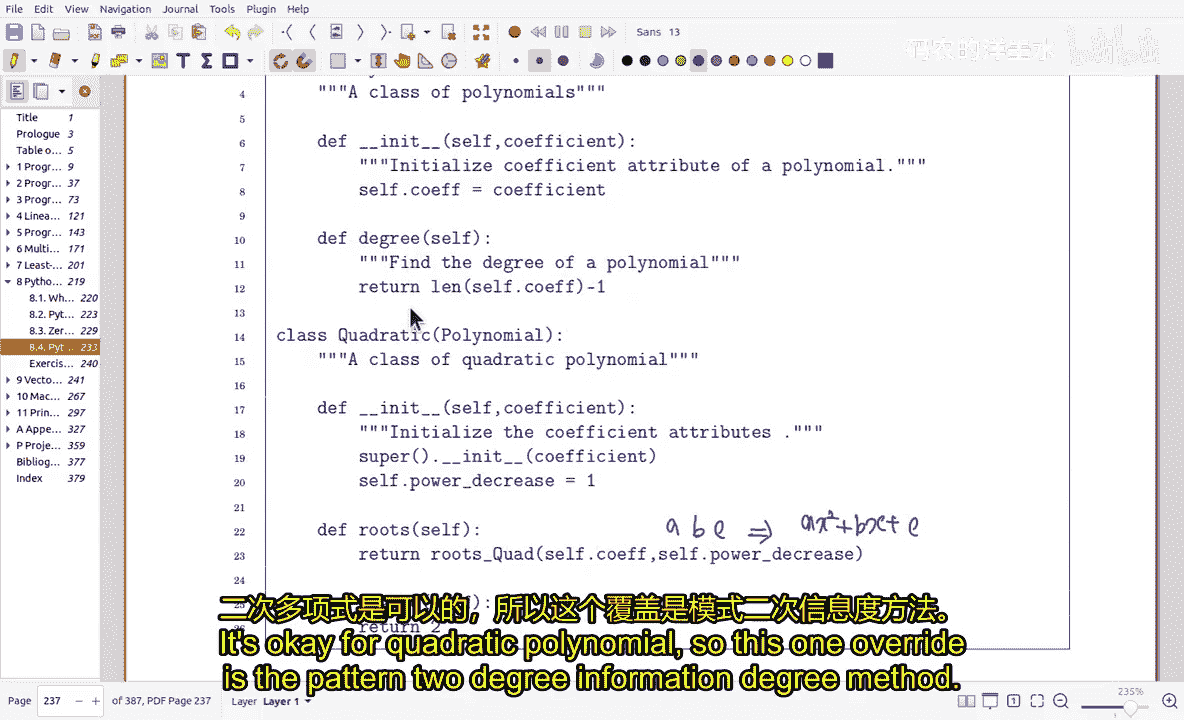 File Edit View Navigation Journal Tools Plugin Help
Sans 13
Title 1
Prologue 3
Table o... 5
1 Progr... 9
2 Progr... 37
3 Progr... 73
4 Linea... 121
5 Progr... 143
6 Multi... 171
7 Least-... 201
8 Pytho... 219
8.1. Wh... 220
8.2. Pyt... 223
8.3. Zer... 229
8.4. Pyt ... 233
Exercis... 240
9 Vecto... 241
10 Mac... 267
11 Prin... 297
A Appe... 327
P Proje... 359
Bibliog... 377
Index 379
4 """A class of polynomials"""
5
6 def __init__(self,coefficient):
7 """Initialize coefficient attribute of a polynomial."""
8 self.coeff = coefficient
9
10 def degree(self):
11 """Find the degree of a polynomial"""
12 return len(self.coeff)-1
13
14 class Quadratic(Polynomial):
15 """A class of quadratic polynomial"""
16
17 def __init__(self,coefficient):
18 """Initialize the coefficient attributes ."""
19 super().__init__(coefficient)
20 self.power_decrease = 1
21
22 def roots(self):
a b c ⇒ ax²+bx+c
23 return roots_Quad(self.coeff,self.power_decrease)
24
return 2
二次多项式是可以的，所以这个覆盖是模式二次信息度方法。
It's okay for quadratic polynomial, so this one override
is the pattern two degree information degree method.
Page 237 of 387, PDF Page 237 Layer Layer 1 235%